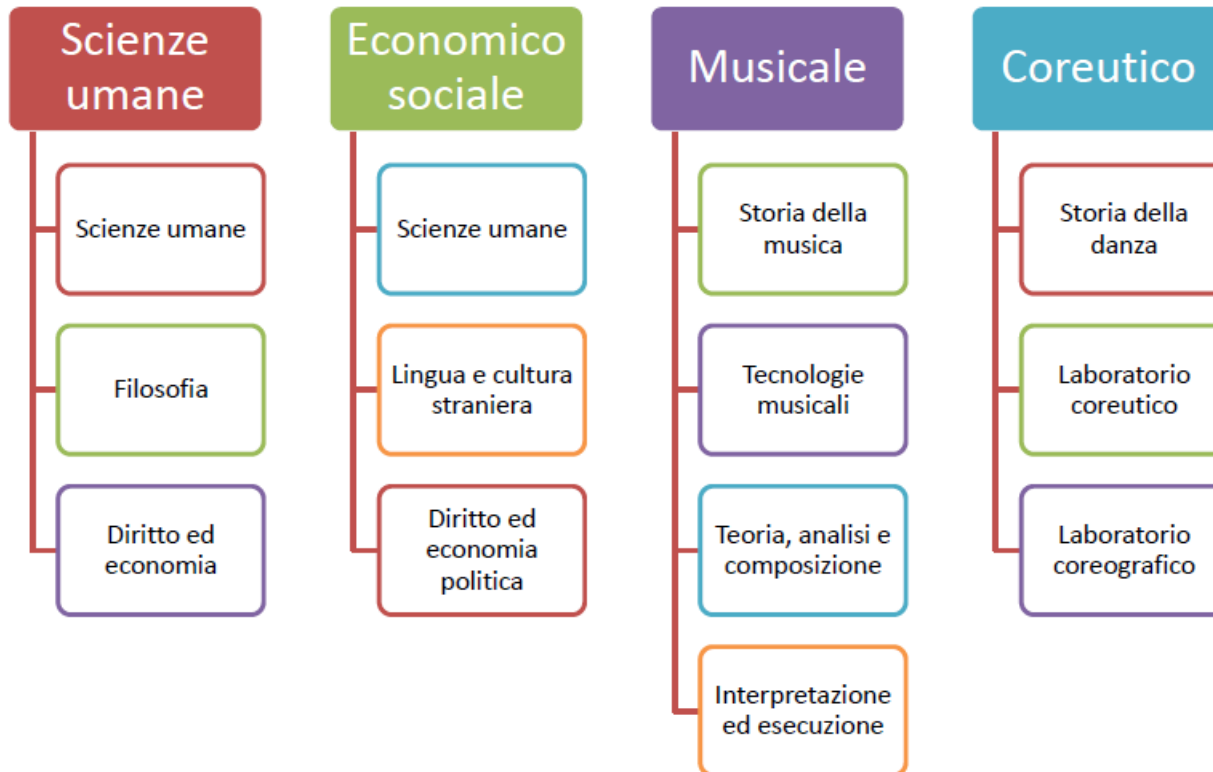 Scienze
umane
Scienze umane
Filosofia
Diritto ed
economia
Economico
sociale
Scienze umane
Lingua e cultura
straniera
Diritto ed
economia
politica
Musicale
Storia della
musica
Tecnologie
musicali
Teoria, analisi e
composizione
Interpretazione
ed esecuzione
Coreutico
Storia della
danza
Laboratorio
coreutico
Laboratorio
coreografico